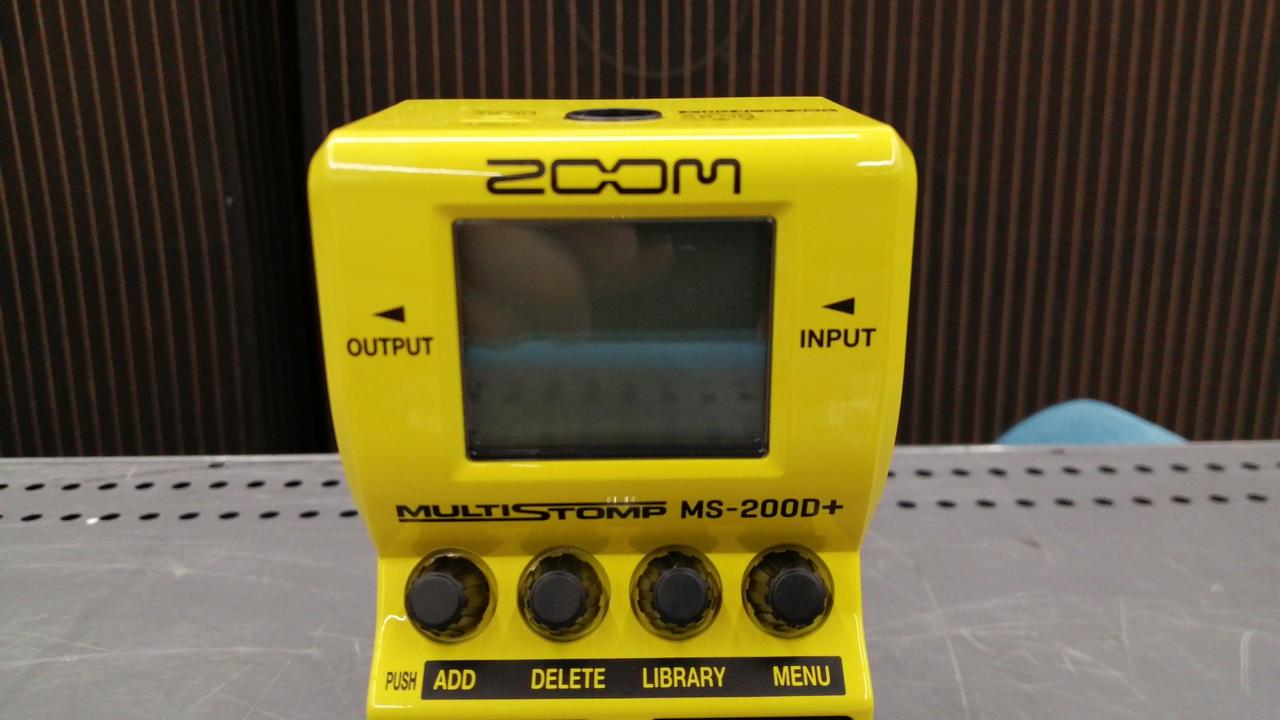 ZOOM
OUTPUT
INPUT
MULTISTOMP MS-200D+
PUSH ADD DELETE LIBRARY MENU